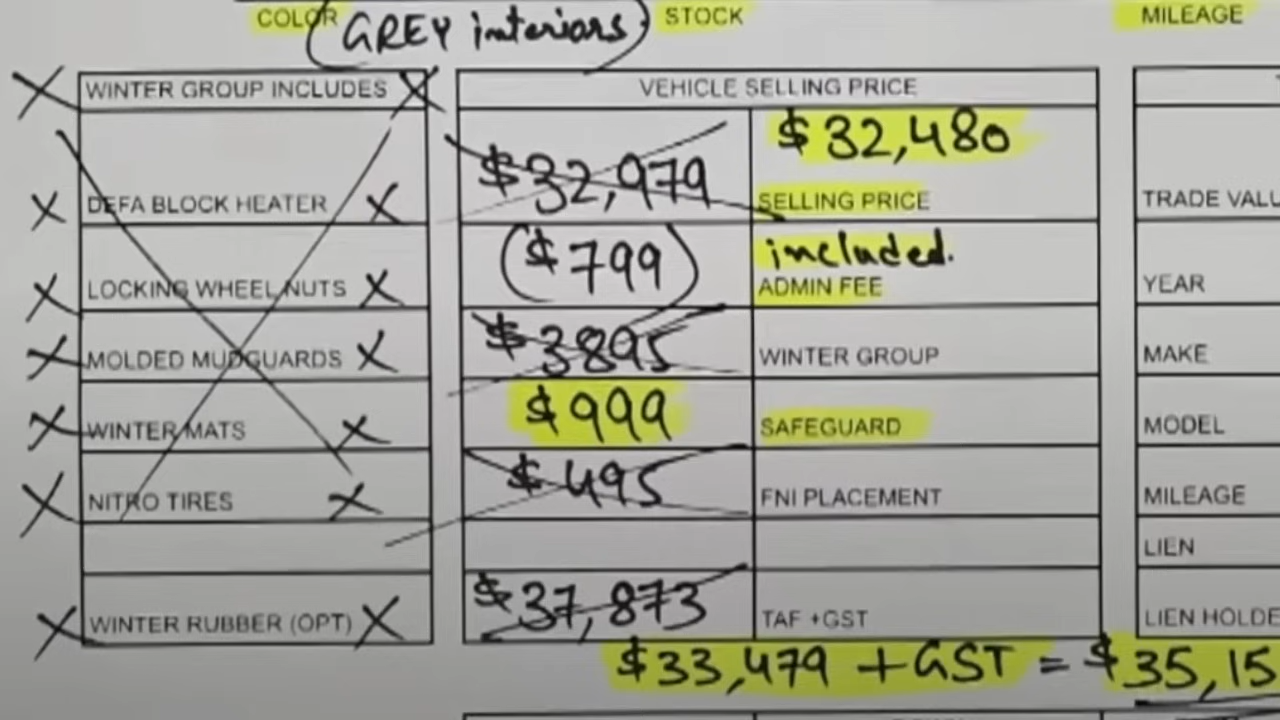 COLOR
GREY interiors
STOCK
MILEAGE
WINTER GROUP INCLUDES
DEFA BLOCK HEATER
LOCKING WHEEL NUTS
MOLDED MUDGUARDS
WINTER MATS
NITRO TIRES
WINTER RUBBER (OPT)
VEHICLE SELLING PRICE
$32,979
$32,480
SELLING PRICE
($799)
included.
ADMIN FEE
$3895
WINTER GROUP
$999
SAFEGUARD
$495
FNI PLACEMENT
$37,873
TAF +GST
$33,479 + GST = $35,15
TRADE VALU
YEAR
MAKE
MODEL
MILEAGE
LIEN
LIEN HOLDE